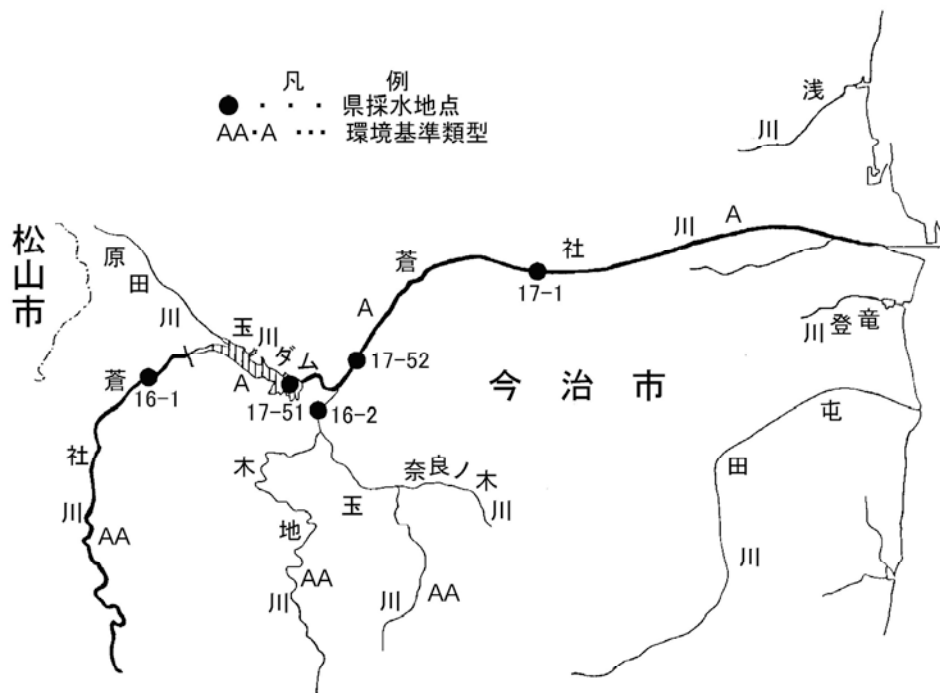 凡 例
● ・ ・ ・ 県採水地点
AA・A ・・・ 環境基準類型
浅川
松山市
原田川
玉川ダム
A
蒼社川
A
A
17-1
17-52
17-51
16-1
16-2
蒼社川
AA
今治市
登竜川
屯田川
木地川
AA
奈良ノ木川
玉川
AA